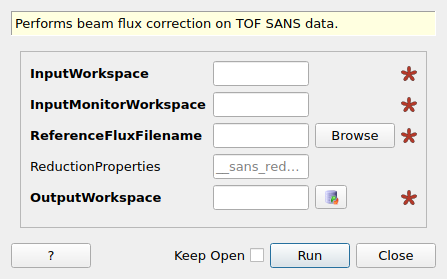 Performs beam flux correction on TOF SANS data.
InputWorkspace
InputMonitorWorkspace
ReferenceFluxFilename Browse
ReductionProperties __sans_red...
OutputWorkspace
? Keep Open Run Close